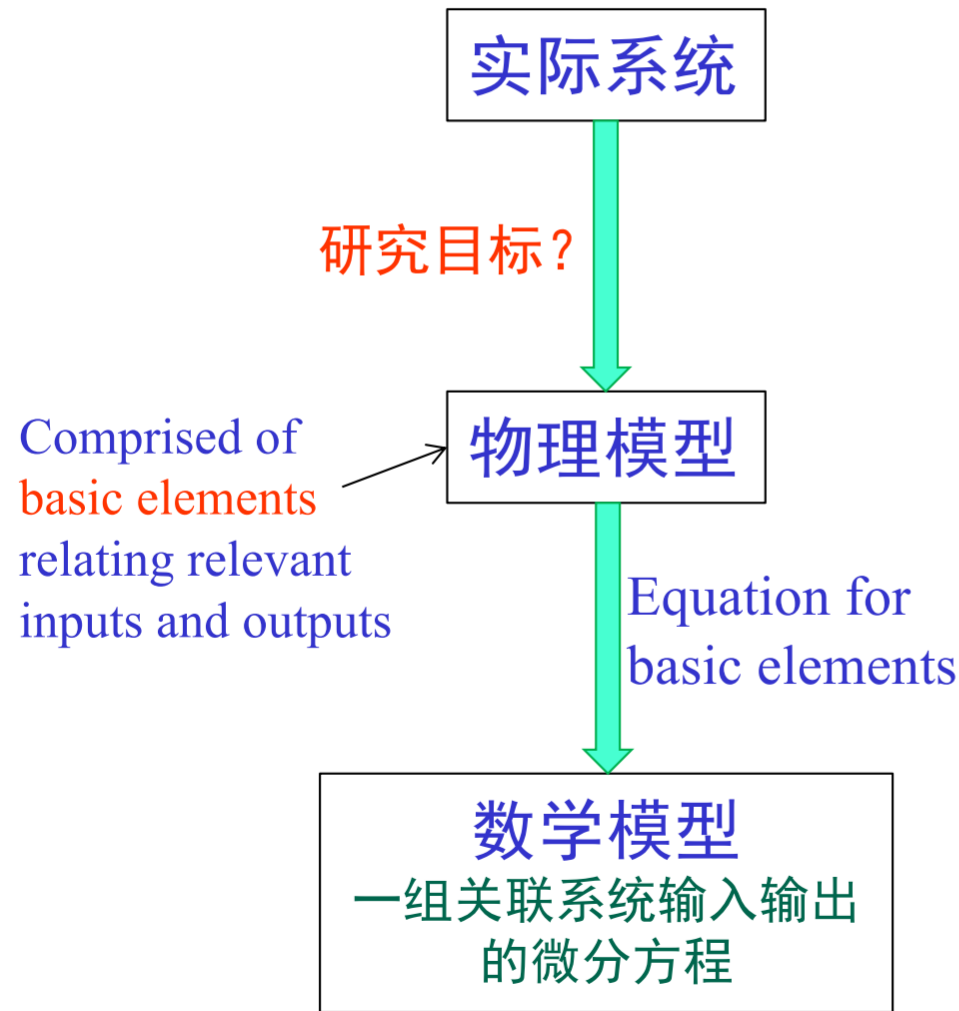 实际系统
研究目标？
物理模型
Comprised of
basic elements
relating relevant
inputs and outputs
Equation for
basic elements
数学模型
一组关联系统输入输出
的微分方程